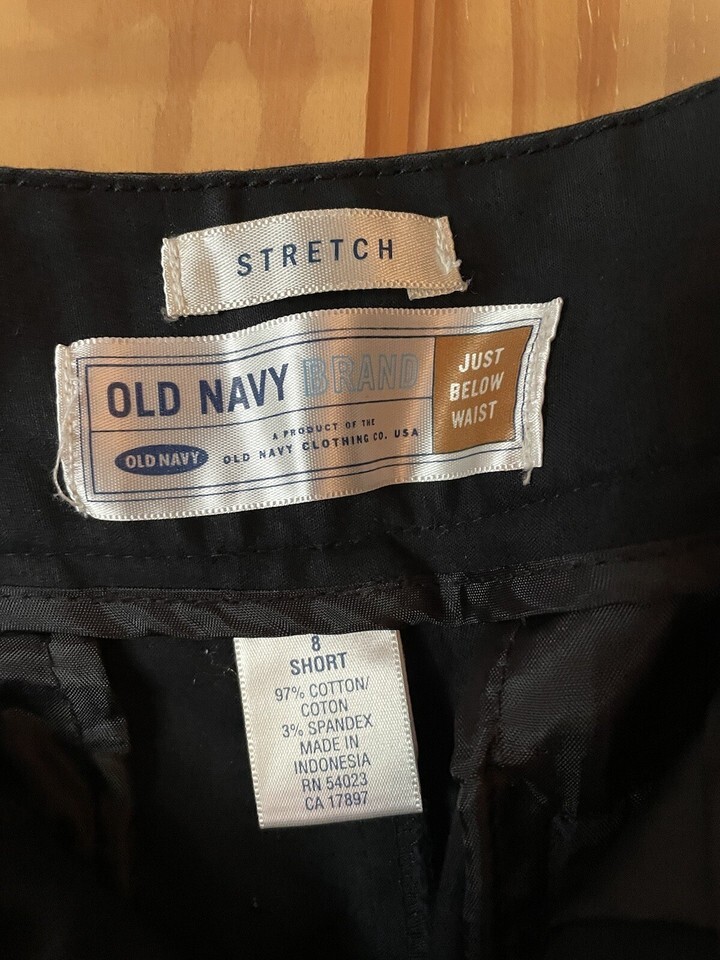 STRETCH
OLD NAVY BRAND
JUST
BELOW
WAIST
OLD NAVY
A PRODUCT OF THE
OLD NAVY CLOTHING CO. USA
8
SHORT
97% COTTON/
COTON
3% SPANDEX
MADE IN
INDONESIA
RN 54023
CA 17897